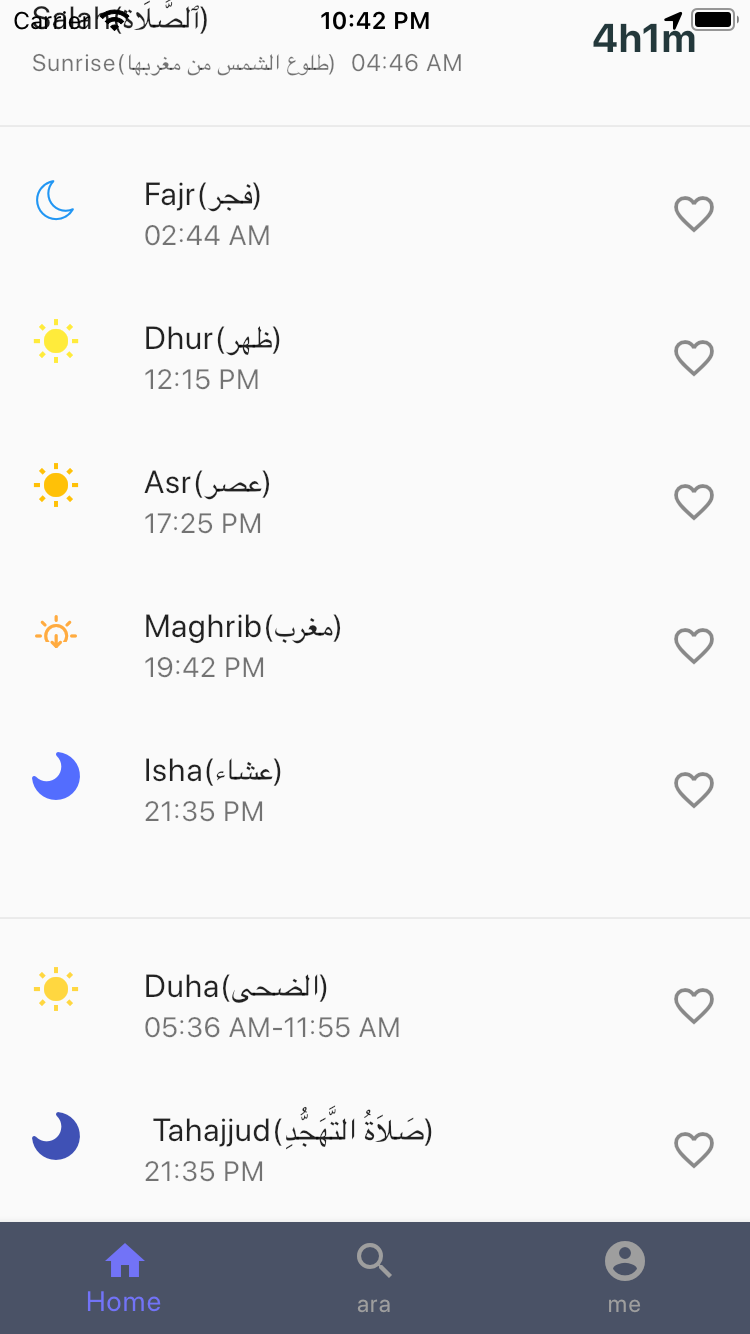 Carrier 10:42 PM
Salah(ٱلصَّلَاة)
4h1m
Sunrise(طلوع الشمس من مغربها) 04:46 AM
Fajr(فجر)
02:44 AM
Dhur(ظهر)
12:15 PM
Asr(عصر)
17:25 PM
Maghrib(مغرب)
19:42 PM
Isha(عشاء)
21:35 PM
Duha(الضحى)
05:36 AM-11:55 AM
Tahajjud(صَلاَةُ التَّهَجُّدِ)
21:35 PM
Home
ara
me